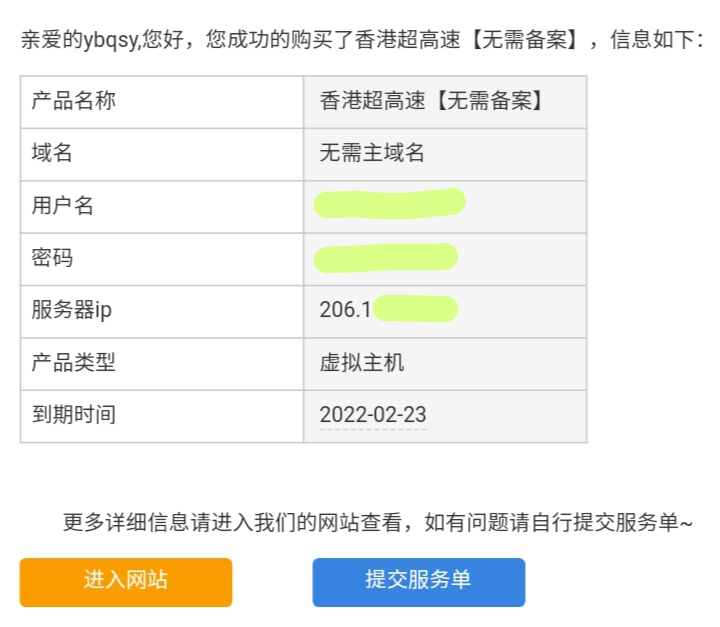 亲爱的ybqsy,您好，您成功的购买了香港超高速【无需备案】，信息如下：
产品名称 香港超高速【无需备案】
域名 无需主域名
用户名
密码
服务器ip 206.1
产品类型 虚拟主机
到期时间 2022-02-23
更多详细信息请进入我们的网站查看，如有问题请自行提交服务单~
进入网站 提交服务单